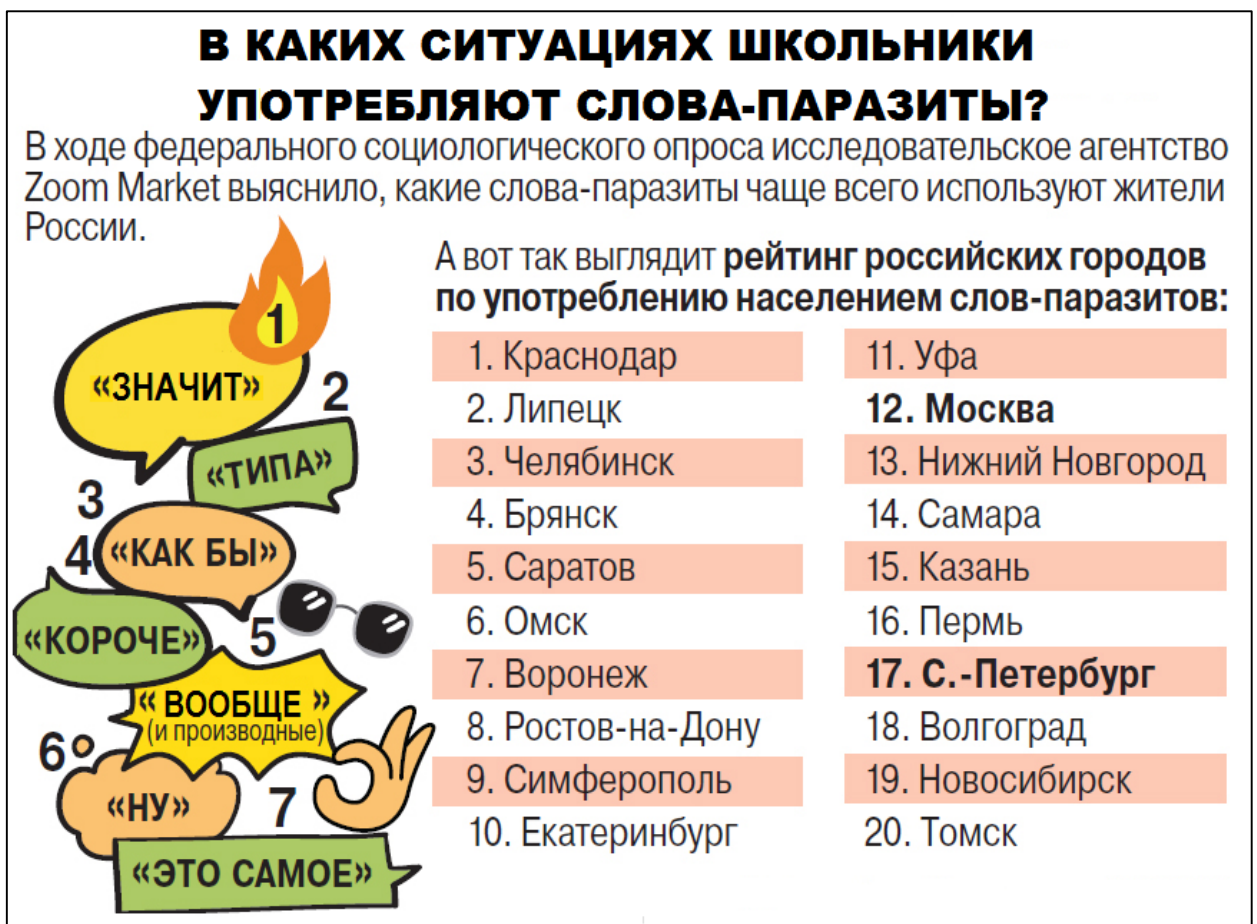 В КАКИХ СИТУАЦИЯХ ШКОЛЬНИКИ
УПОТРЕБЛЯЮТ СЛОВА-ПАРАЗИТЫ?
В ходе федерального социологического опроса исследовательское агентство
Zoom Market выяснило, какие слова-паразиты чаще всего используют жители
России.
1
«ЗНАЧИТ»
2
«ТИПА»
3
«КАК БЫ»
4
«КОРОЧЕ»
5
« ВООБЩЕ »
(и производные)
6
«НУ»
7
«ЭТО САМОЕ»
А вот так выглядит рейтинг российских городов
по употреблению населением слов-паразитов:
1. Краснодар
2. Липецк
3. Челябинск
4. Брянск
5. Саратов
6. Омск
7. Воронеж
8. Ростов-на-Дону
9. Симферополь
10. Екатеринбург
11. Уфа
12. Москва
13. Нижний Новгород
14. Самара
15. Казань
16. Пермь
17. С.-Петербург
18. Волгоград
19. Новосибирск
20. Томск